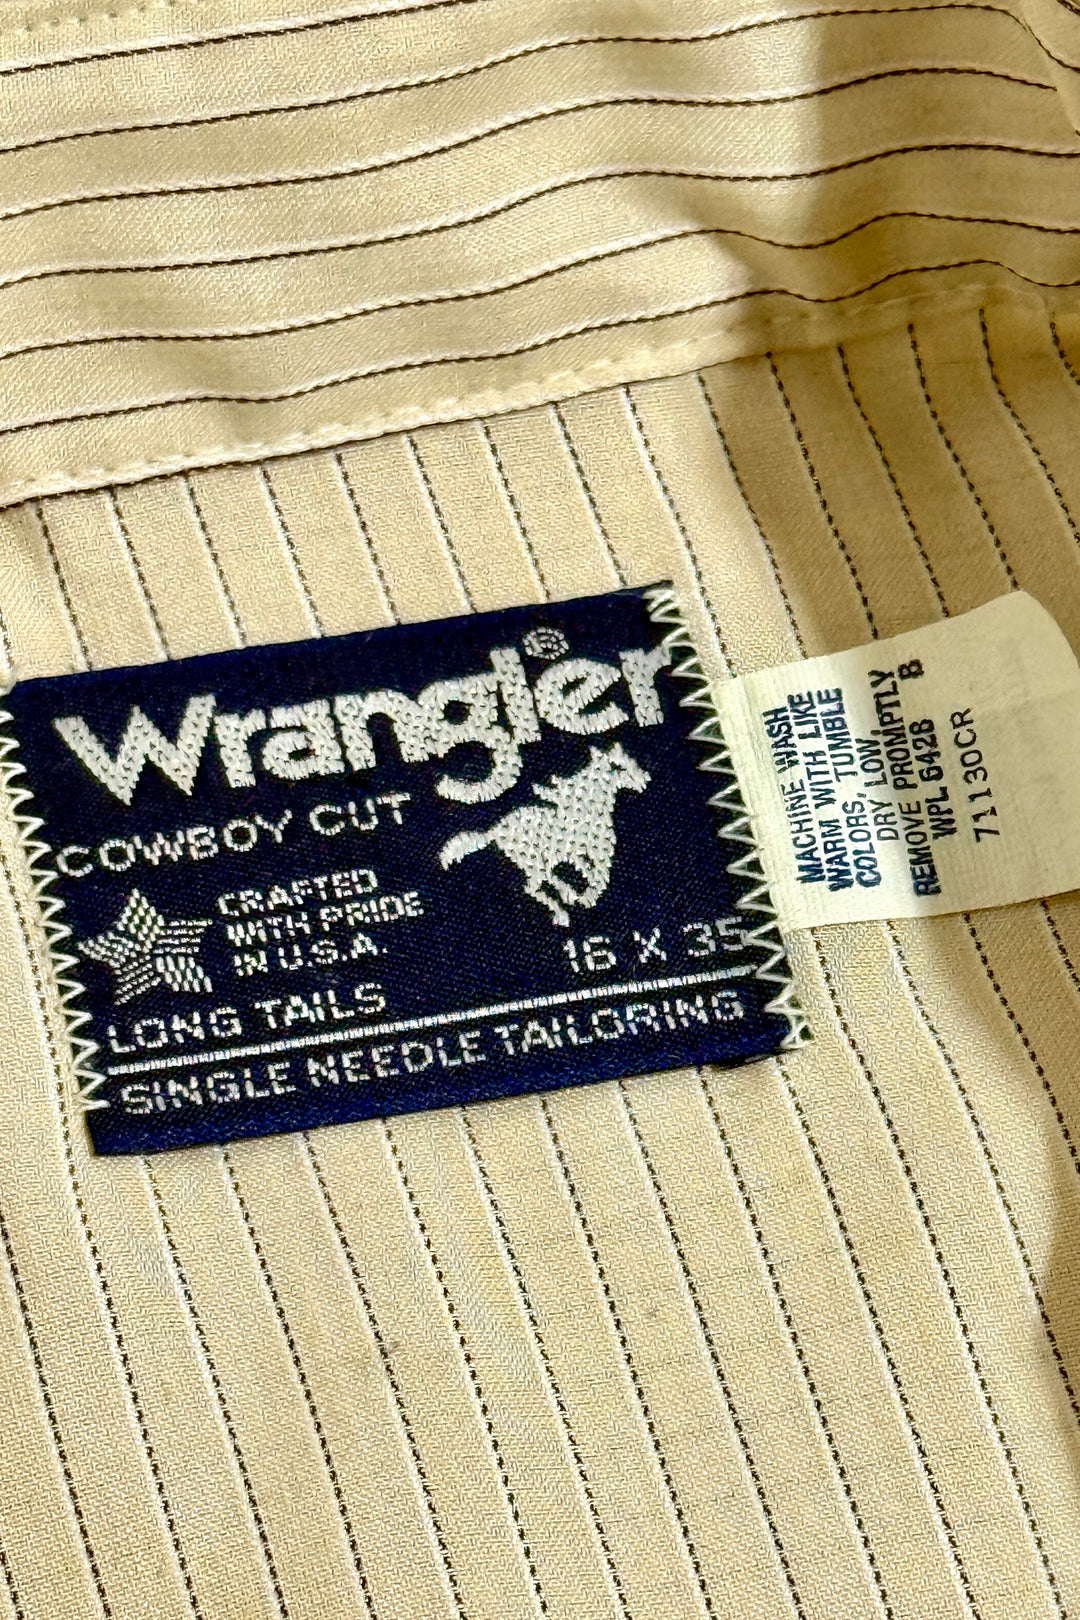 Wrangler®
COWBOY CUT
CRAFTED
WITH PRIDE
IN U.S.A.
16 X 35
LONG TAILS
SINGLE NEEDLE TAILORING
MACHINE WASH
WARM WITH LIKE
COLORS, TUMBLE
DRY LOW,
REMOVE PROMPTLY
WPL 6428 B
71130CR